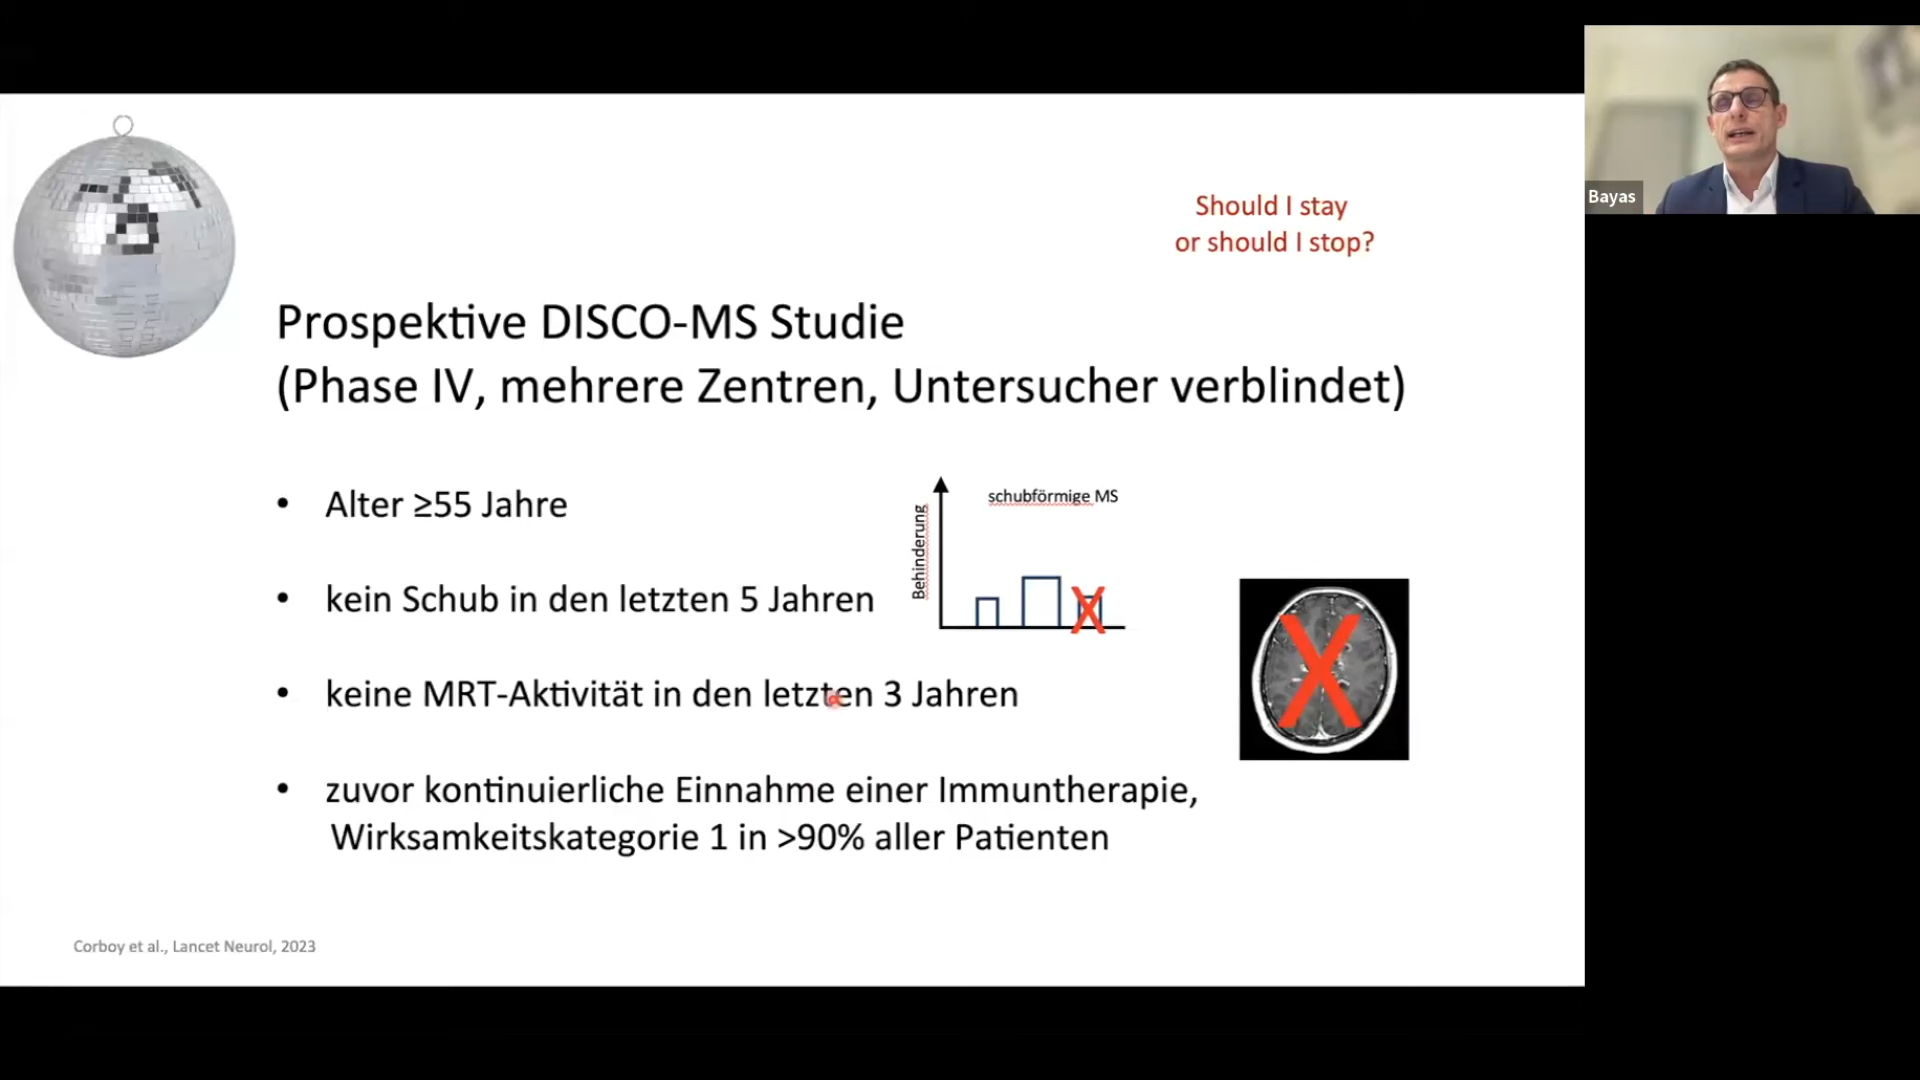 Should I stay
or should I stop?
Prospektive DISCO-MS Studie
(Phase IV, mehrere Zentren, Untersucher verblindet)
• Alter ≥55 Jahre
• kein Schub in den letzten 5 Jahren
• keine MRT-Aktivität in den letzten 3 Jahren
• zuvor kontinuierliche Einnahme einer Immuntherapie,
Wirksamkeitskategorie 1 in >90% aller Patienten
schubförmige MS
Behinderung
X
X
Corboy et al., Lancet Neurol, 2023
Bayas